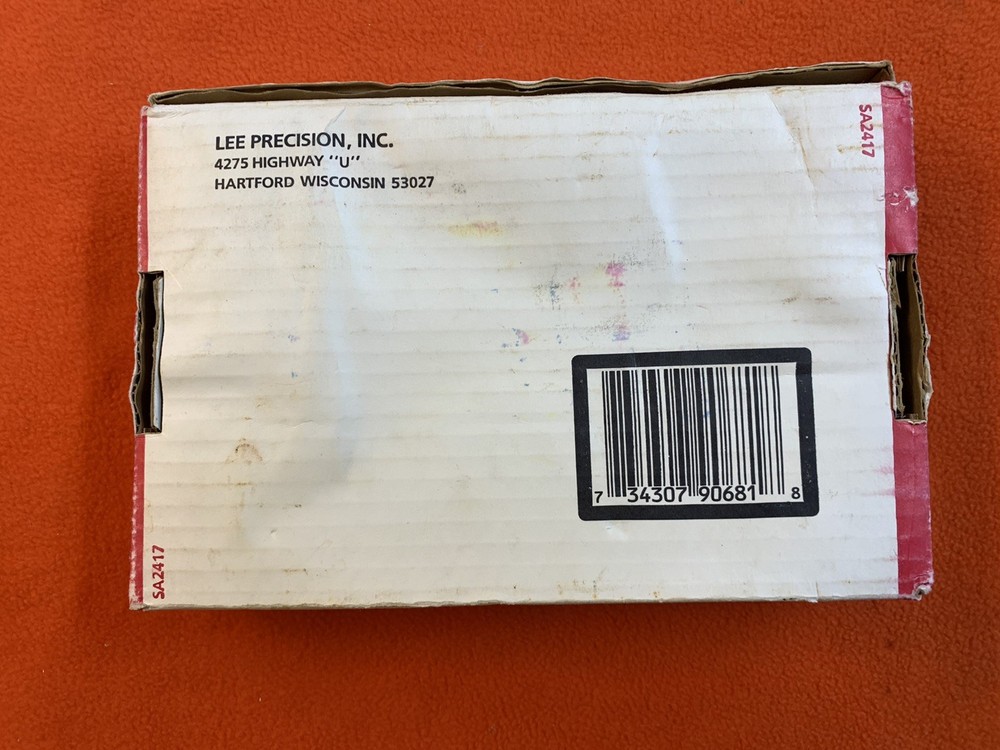 LEE PRECISION, INC.
4275 HIGHWAY "U"
HARTFORD WISCONSIN 53027
SA2417
7 34307 90681 8
SA2417